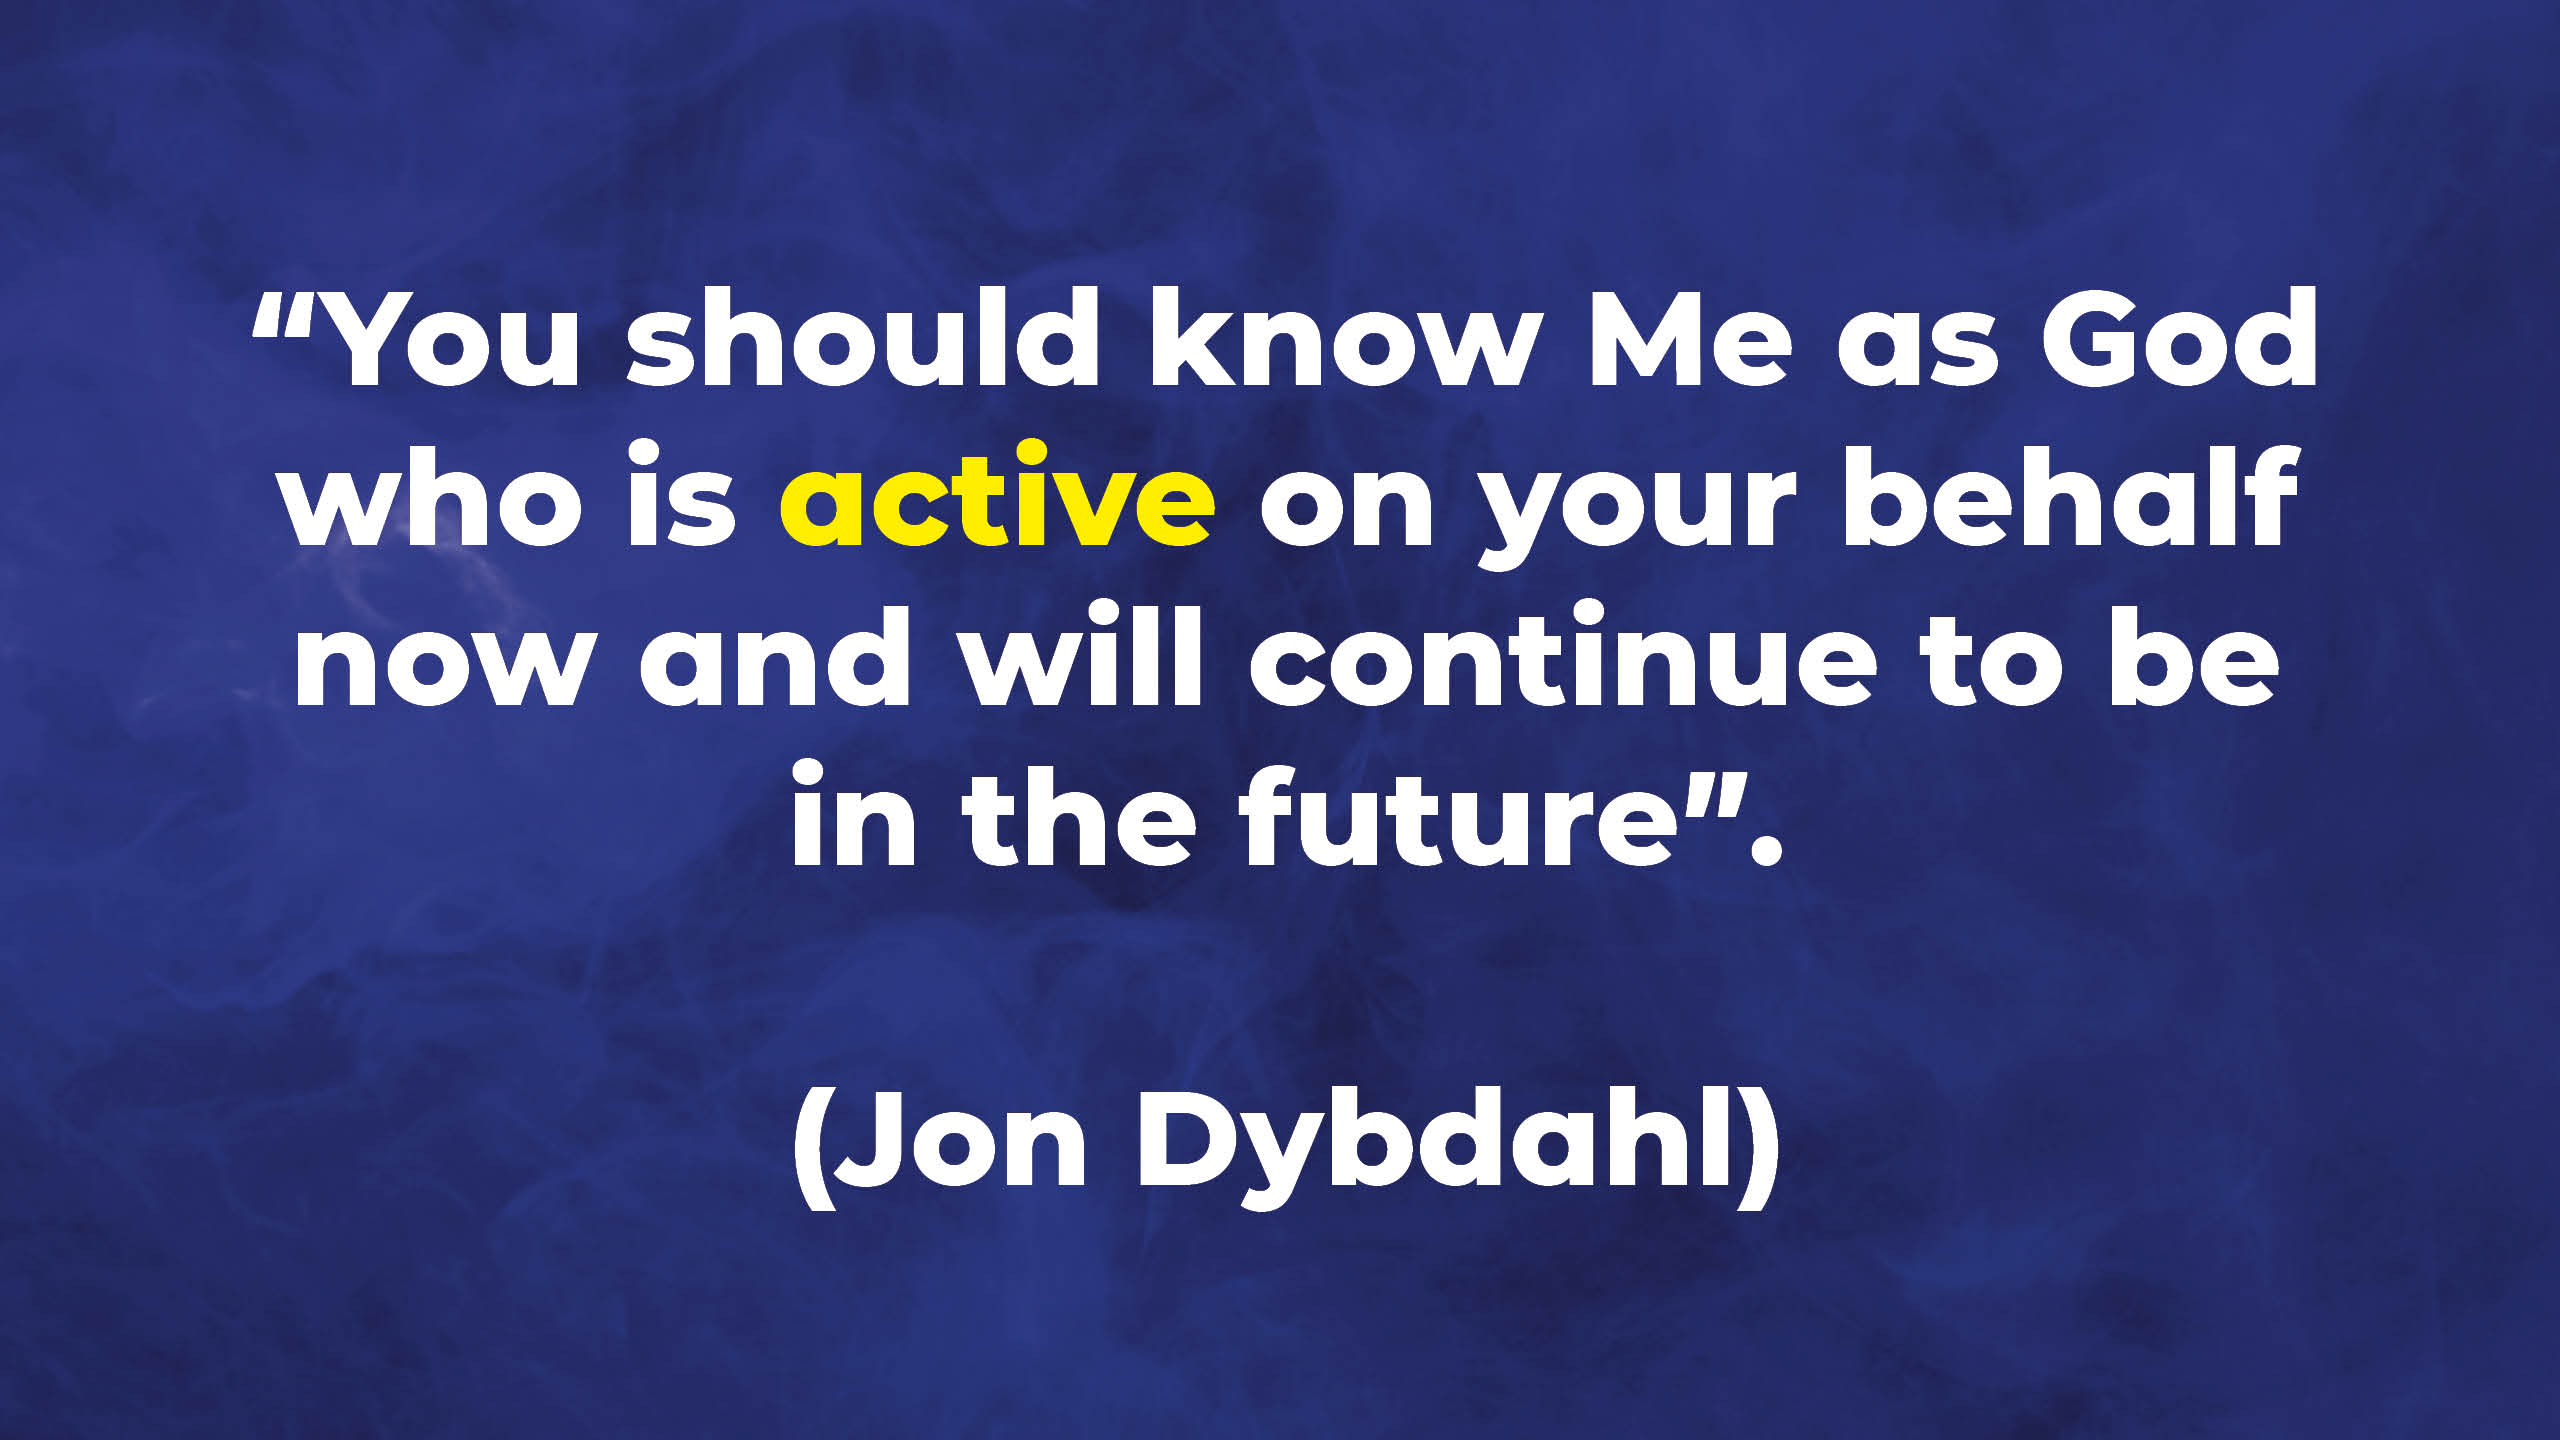 “You should know Me as God
who is active on your behalf
now and will continue to be
in the future”.
(Jon Dybdahl)